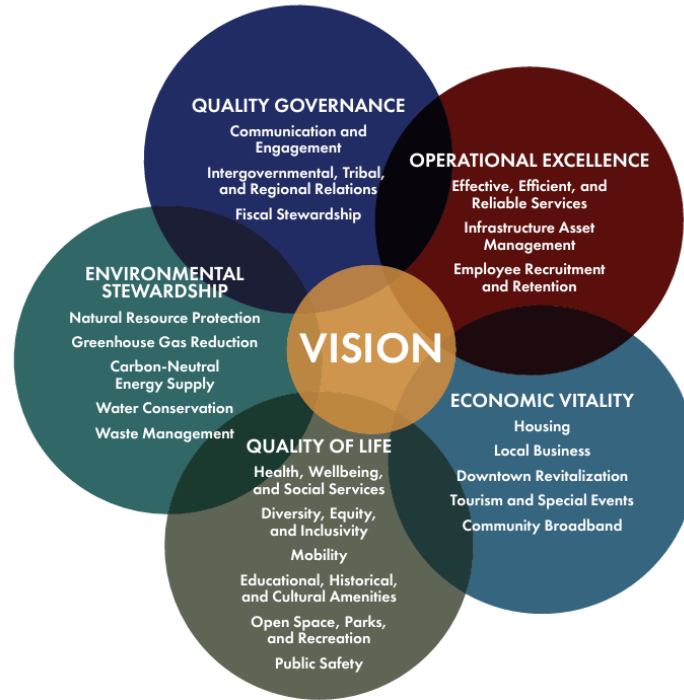 QUALITY GOVERNANCE
Communication and
Engagement
Intergovernmental, Tribal,
and Regional Relations
Fiscal Stewardship
OPERATIONAL EXCELLENCE
Effective, Efficient, and
Reliable Services
Infrastructure Asset
Management
Employee Recruitment
and Retention
ENVIRONMENTAL
STEWARDSHIP
Natural Resource Protection
Greenhouse Gas Reduction
Carbon-Neutral
Energy Supply
Water Conservation
Waste Management
VISION
ECONOMIC VITALITY
Housing
Local Business
Downtown Revitalization
Tourism and Special Events
Community Broadband
QUALITY OF LIFE
Health, Wellbeing,
and Social Services
Diversity, Equity,
and Inclusivity
Mobility
Educational, Historical,
and Cultural Amenities
Open Space, Parks,
and Recreation
Public Safety